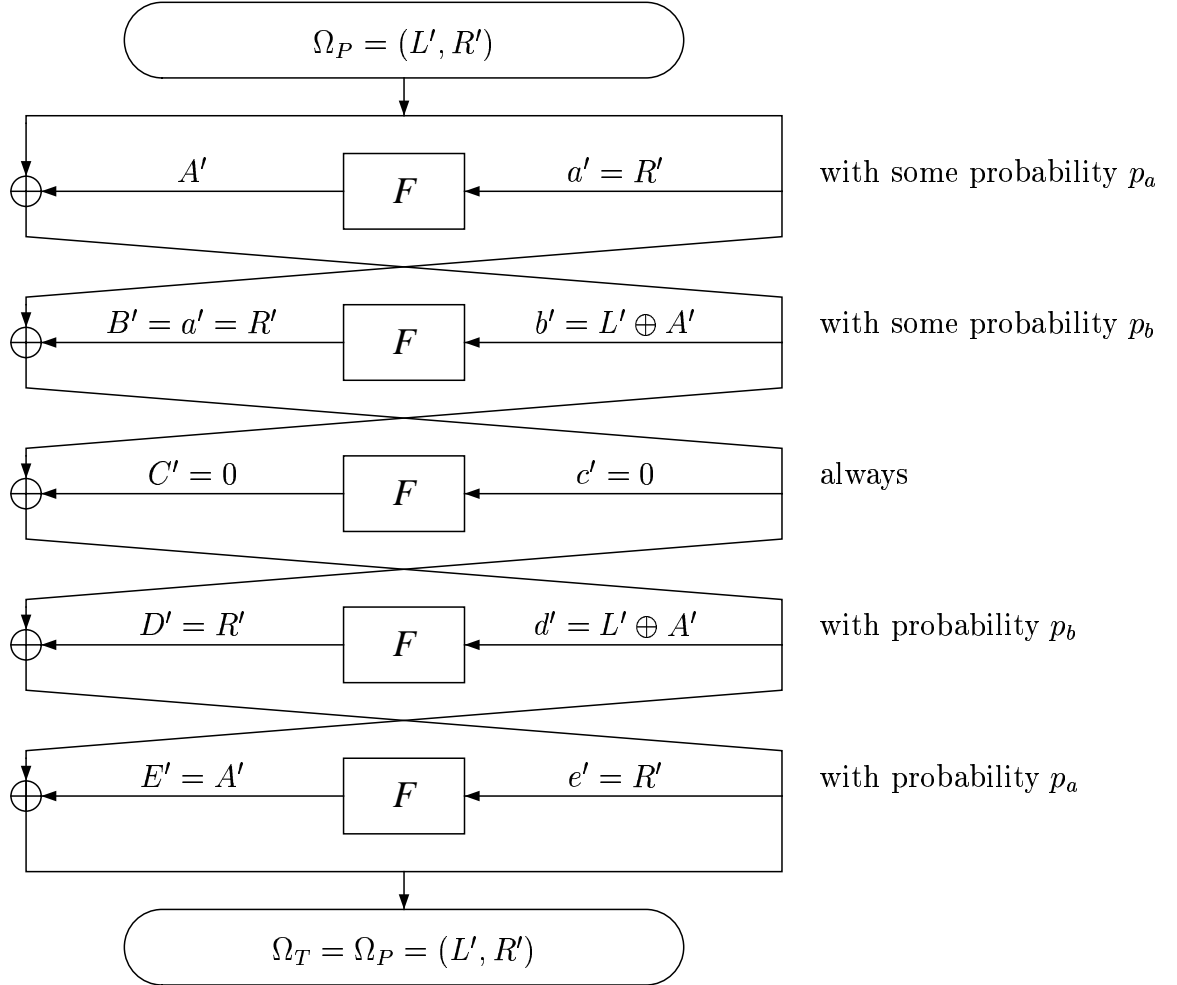 Ω_P = (L′, R′)
A′ F a′ = R′ with some probability p_a
B′ = a′ = R′ F b′ = L′ ⊕ A′ with some probability p_b
C′ = 0 F c′ = 0 always
D′ = R′ F d′ = L′ ⊕ A′ with probability p_b
E′ = A′ F e′ = R′ with probability p_a
Ω_T = Ω_P = (L′, R′)